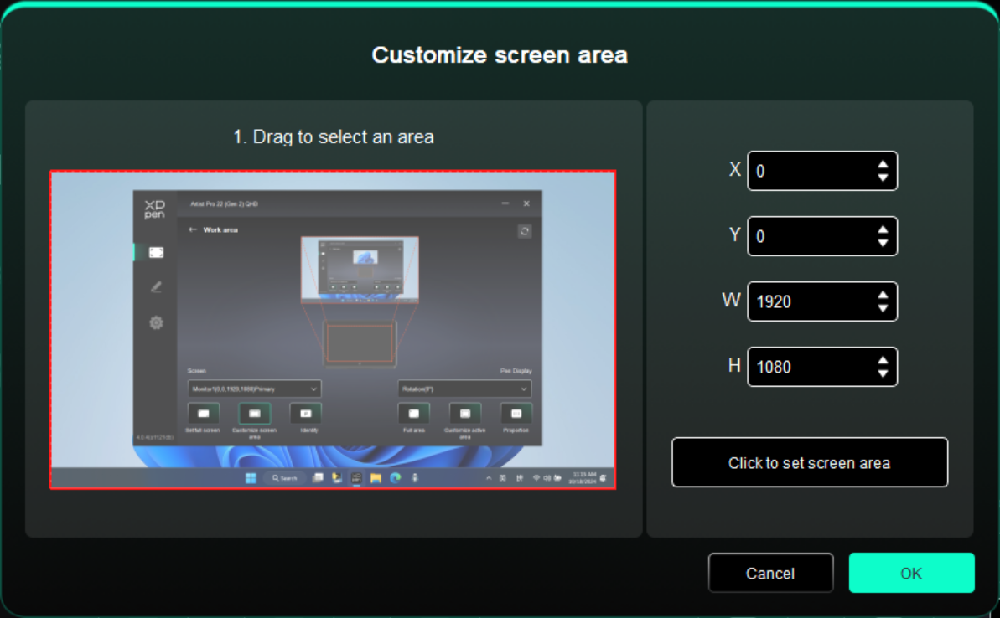 Customize screen area
1. Drag to select an area
XP
pen
Artist Pro 22 (Gen 2) QHD
← Work area
Screen
Pen Display
Monitor1(0,0,1920,1080)Primary
Rotation(0°)
Set full screen
Customize screen
area
Identify
Full area
Customize active
area
Proportion
Search
11:15 AM
10/18/2024
X 0
Y 0
W 1920
H 1080
Click to set screen area
Cancel
OK